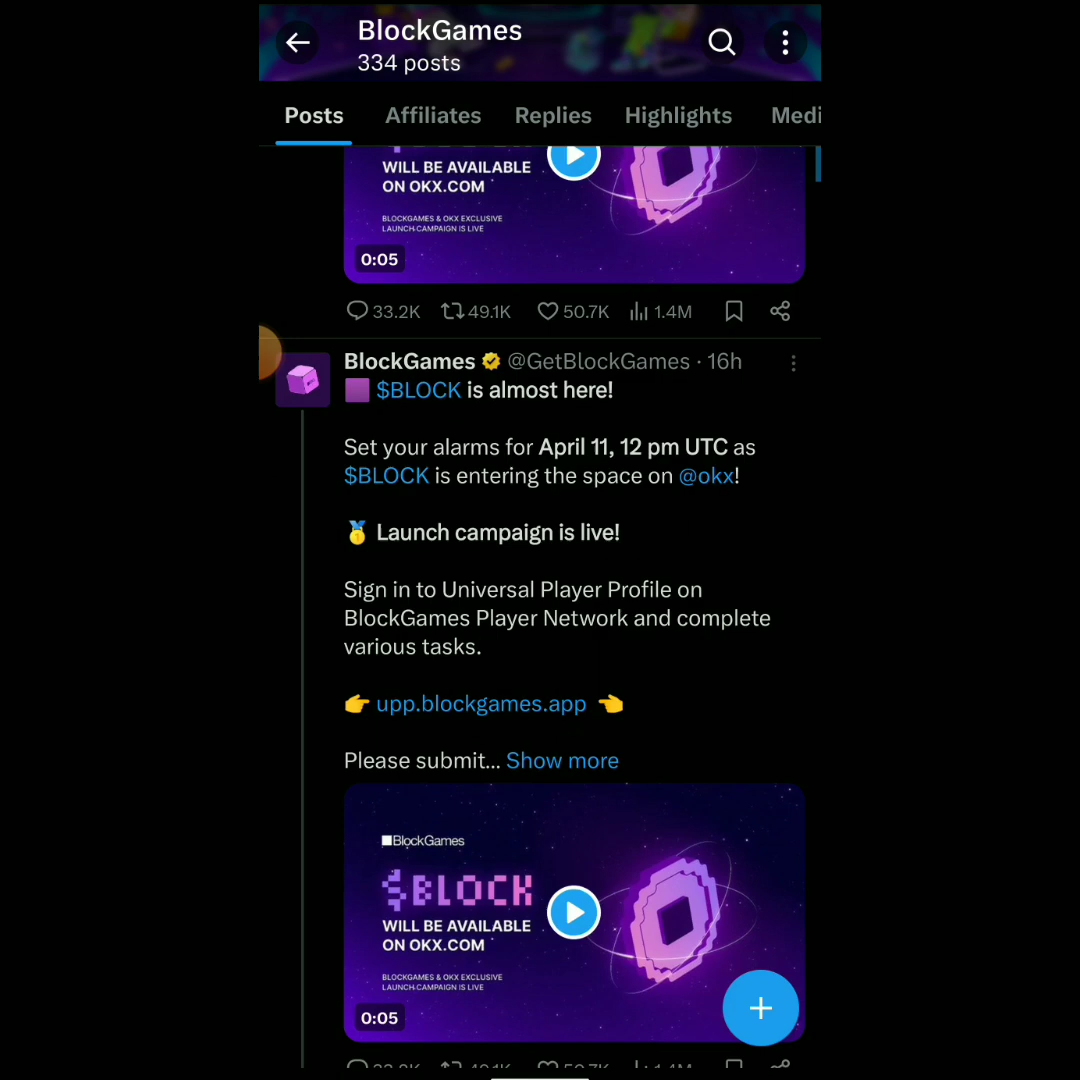 BlockGames
334 posts
Posts Affiliates Replies Highlights Medi
WILL BE AVAILABLE
ON OKX.COM
BLOCKGAMES & OKX EXCLUSIVE
LAUNCH CAMPAIGN IS LIVE
0:05
33.2K 49.1K 50.7K 1.4M
BlockGames @GetBlockGames · 16h
🟪 $BLOCK is almost here!
Set your alarms for April 11, 12 pm UTC as
$BLOCK is entering the space on @okx!
🥇 Launch campaign is live!
Sign in to Universal Player Profile on
BlockGames Player Network and complete
various tasks.
👉 upp.blockgames.app 👈
Please submit... Show more
BlockGames
$BLOCK
WILL BE AVAILABLE
ON OKX.COM
BLOCKGAMES & OKX EXCLUSIVE
LAUNCH CAMPAIGN IS LIVE
0:05